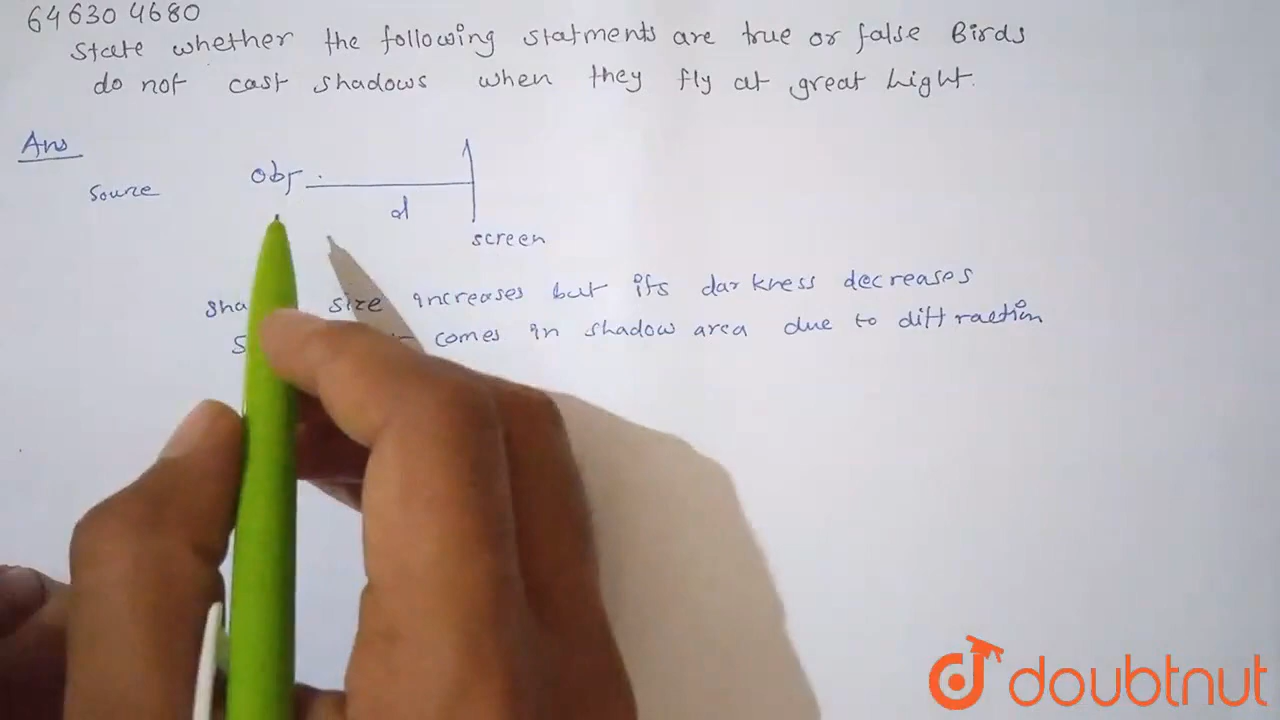 64630 4680
State whether the following statments are true or false Birds
do not cast shadows when they fly at great hight.
Ans
Sourze
obj
d
screen
size increases but its darkness decreases
comes in shadow area due to diffraction
doubtnut